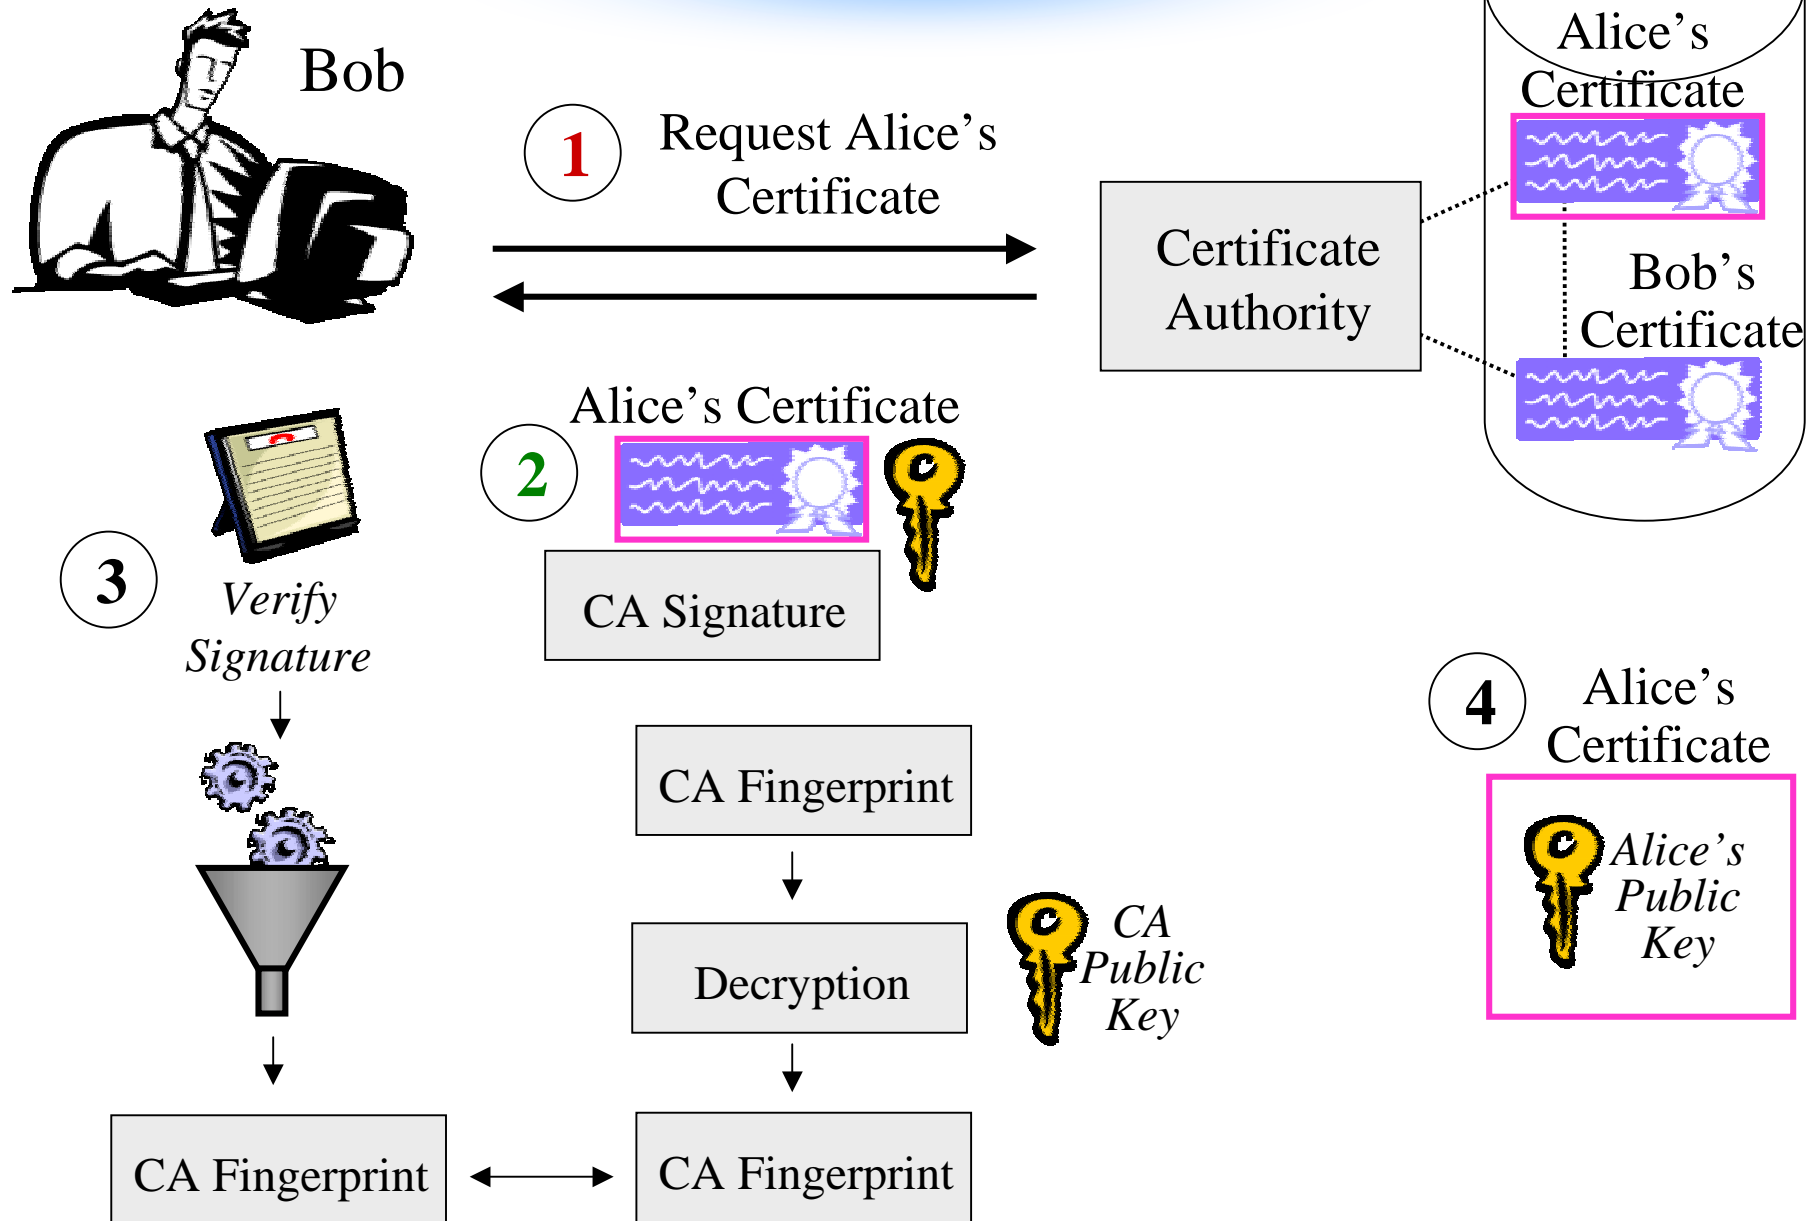 Bob
1
Request Alice's
Certificate
Certificate
Authority
Alice's
Certificate
Bob's
Certificate
2
Alice's Certificate
CA Signature
3
Verify
Signature
CA Fingerprint
Decryption
CA
Public
Key
CA Fingerprint
CA Fingerprint
4
Alice's
Certificate
Alice's
Public
Key